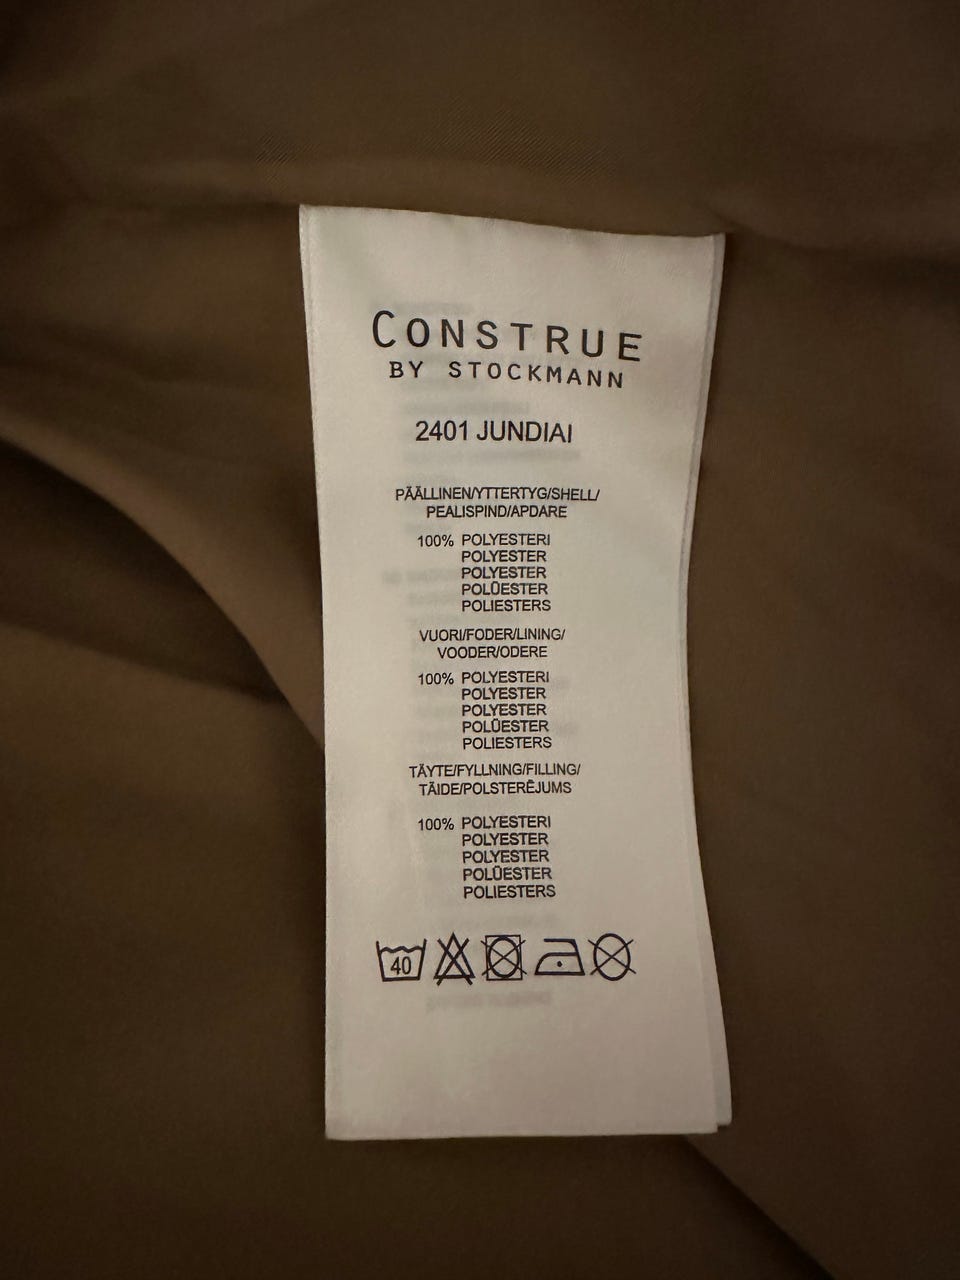 CONSTRUE
BY STOCKMANN
2401 JUNDIAI
PÄÄLLINEN/YTTERTYG/SHELL/
PEALISPIND/APDARE
100% POLYESTERI
POLYESTER
POLYESTER
POLÜESTER
POLIESTERS
VUORI/FODER/LINING/
VOODER/ODERE
100% POLYESTERI
POLYESTER
POLYESTER
POLÜESTER
POLIESTERS
TÄYTE/FYLLNING/FILLING/
TÄIDE/POLSTERĒJUMS
100% POLYESTERI
POLYESTER
POLYESTER
POLÜESTER
POLIESTERS
40